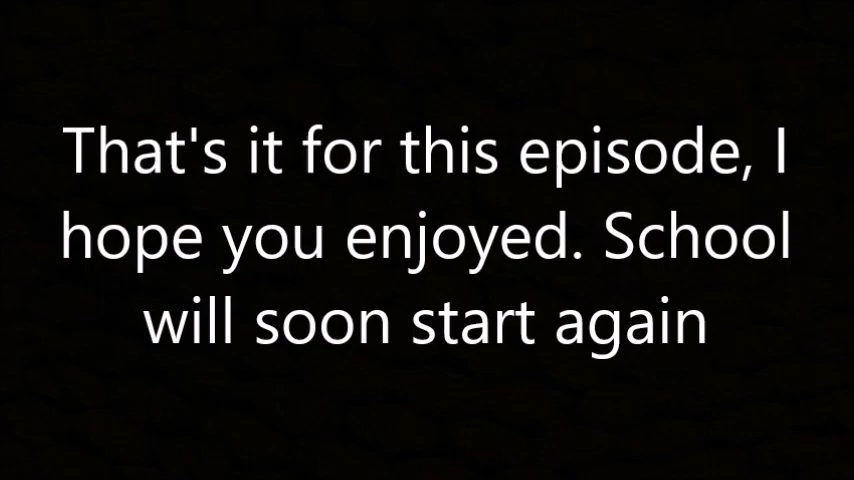 That's it for this episode, I
hope you enjoyed. School
will soon start again